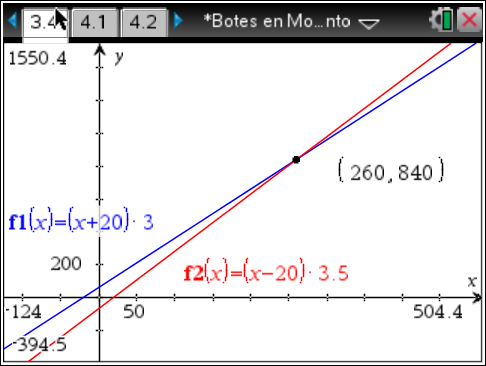 3.4 4.1 4.2 *Botes en Mo...nto
1550.4 y
(260,840)
f1(x)=(x+20)·3
200
f2(x)=(x−20)·3.5
x
-124 50 504.4
-394.5